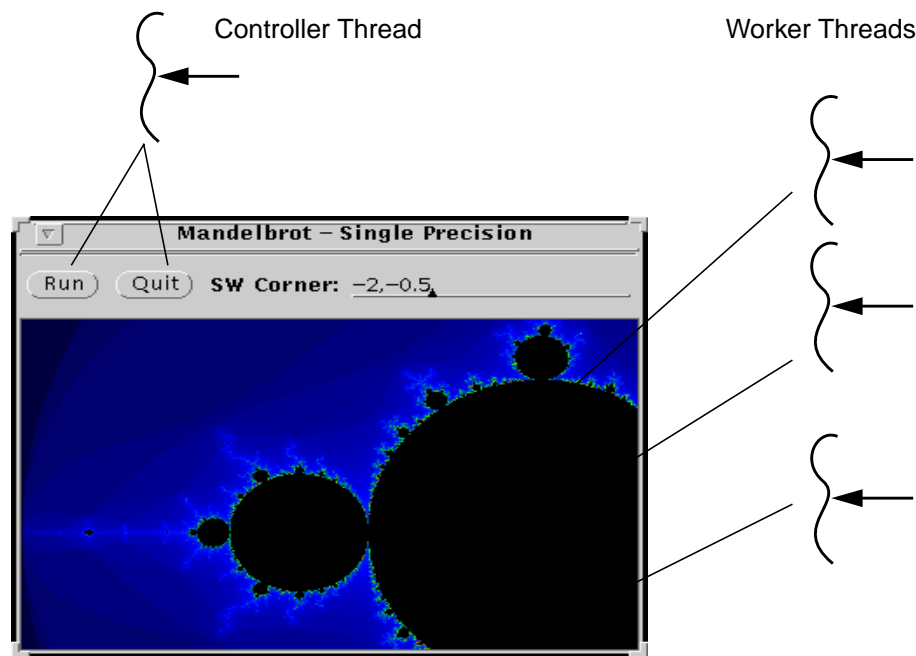 Controller Thread
Worker Threads
Mandelbrot – Single Precision
Run
Quit
SW Corner: −2,−0.5